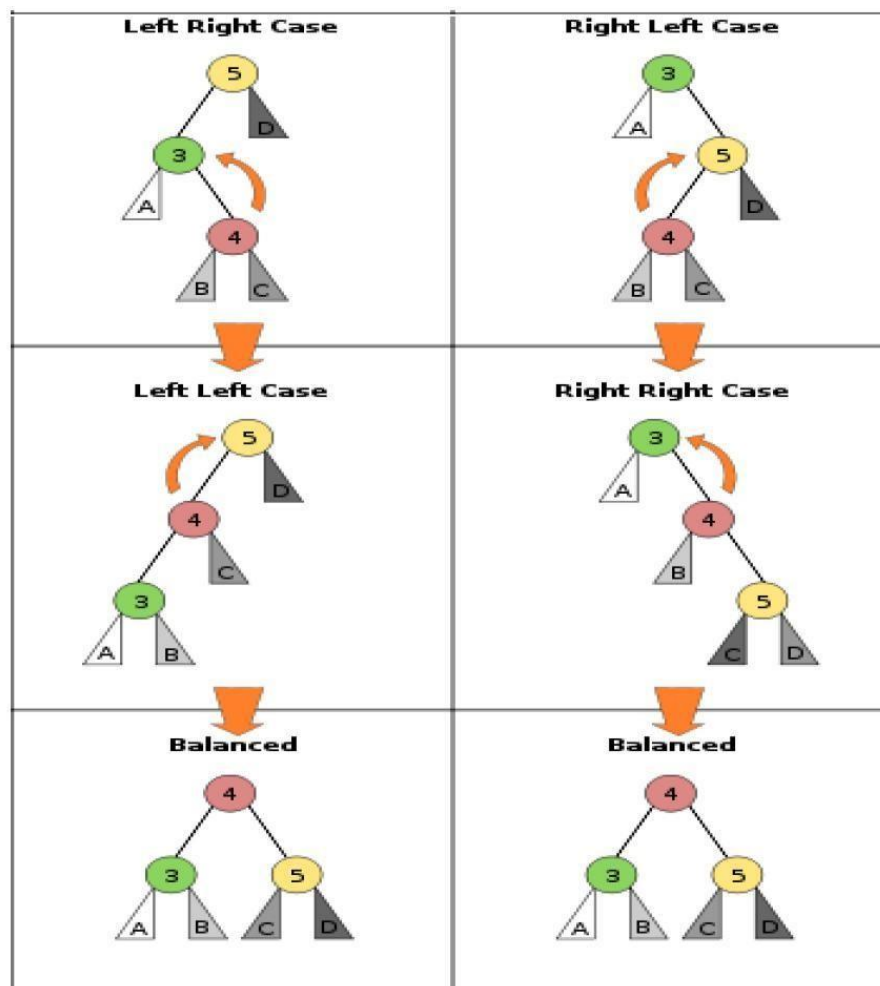 Left Right Case
5
D
3
A
4
B C
Right Left Case
3
A
5
D
4
B C
Left Left Case
5
D
4
C
3
A B
Right Right Case
3
A
4
B
5
C D
Balanced
4
3 5
A B C D
Balanced
4
3 5
A B C D